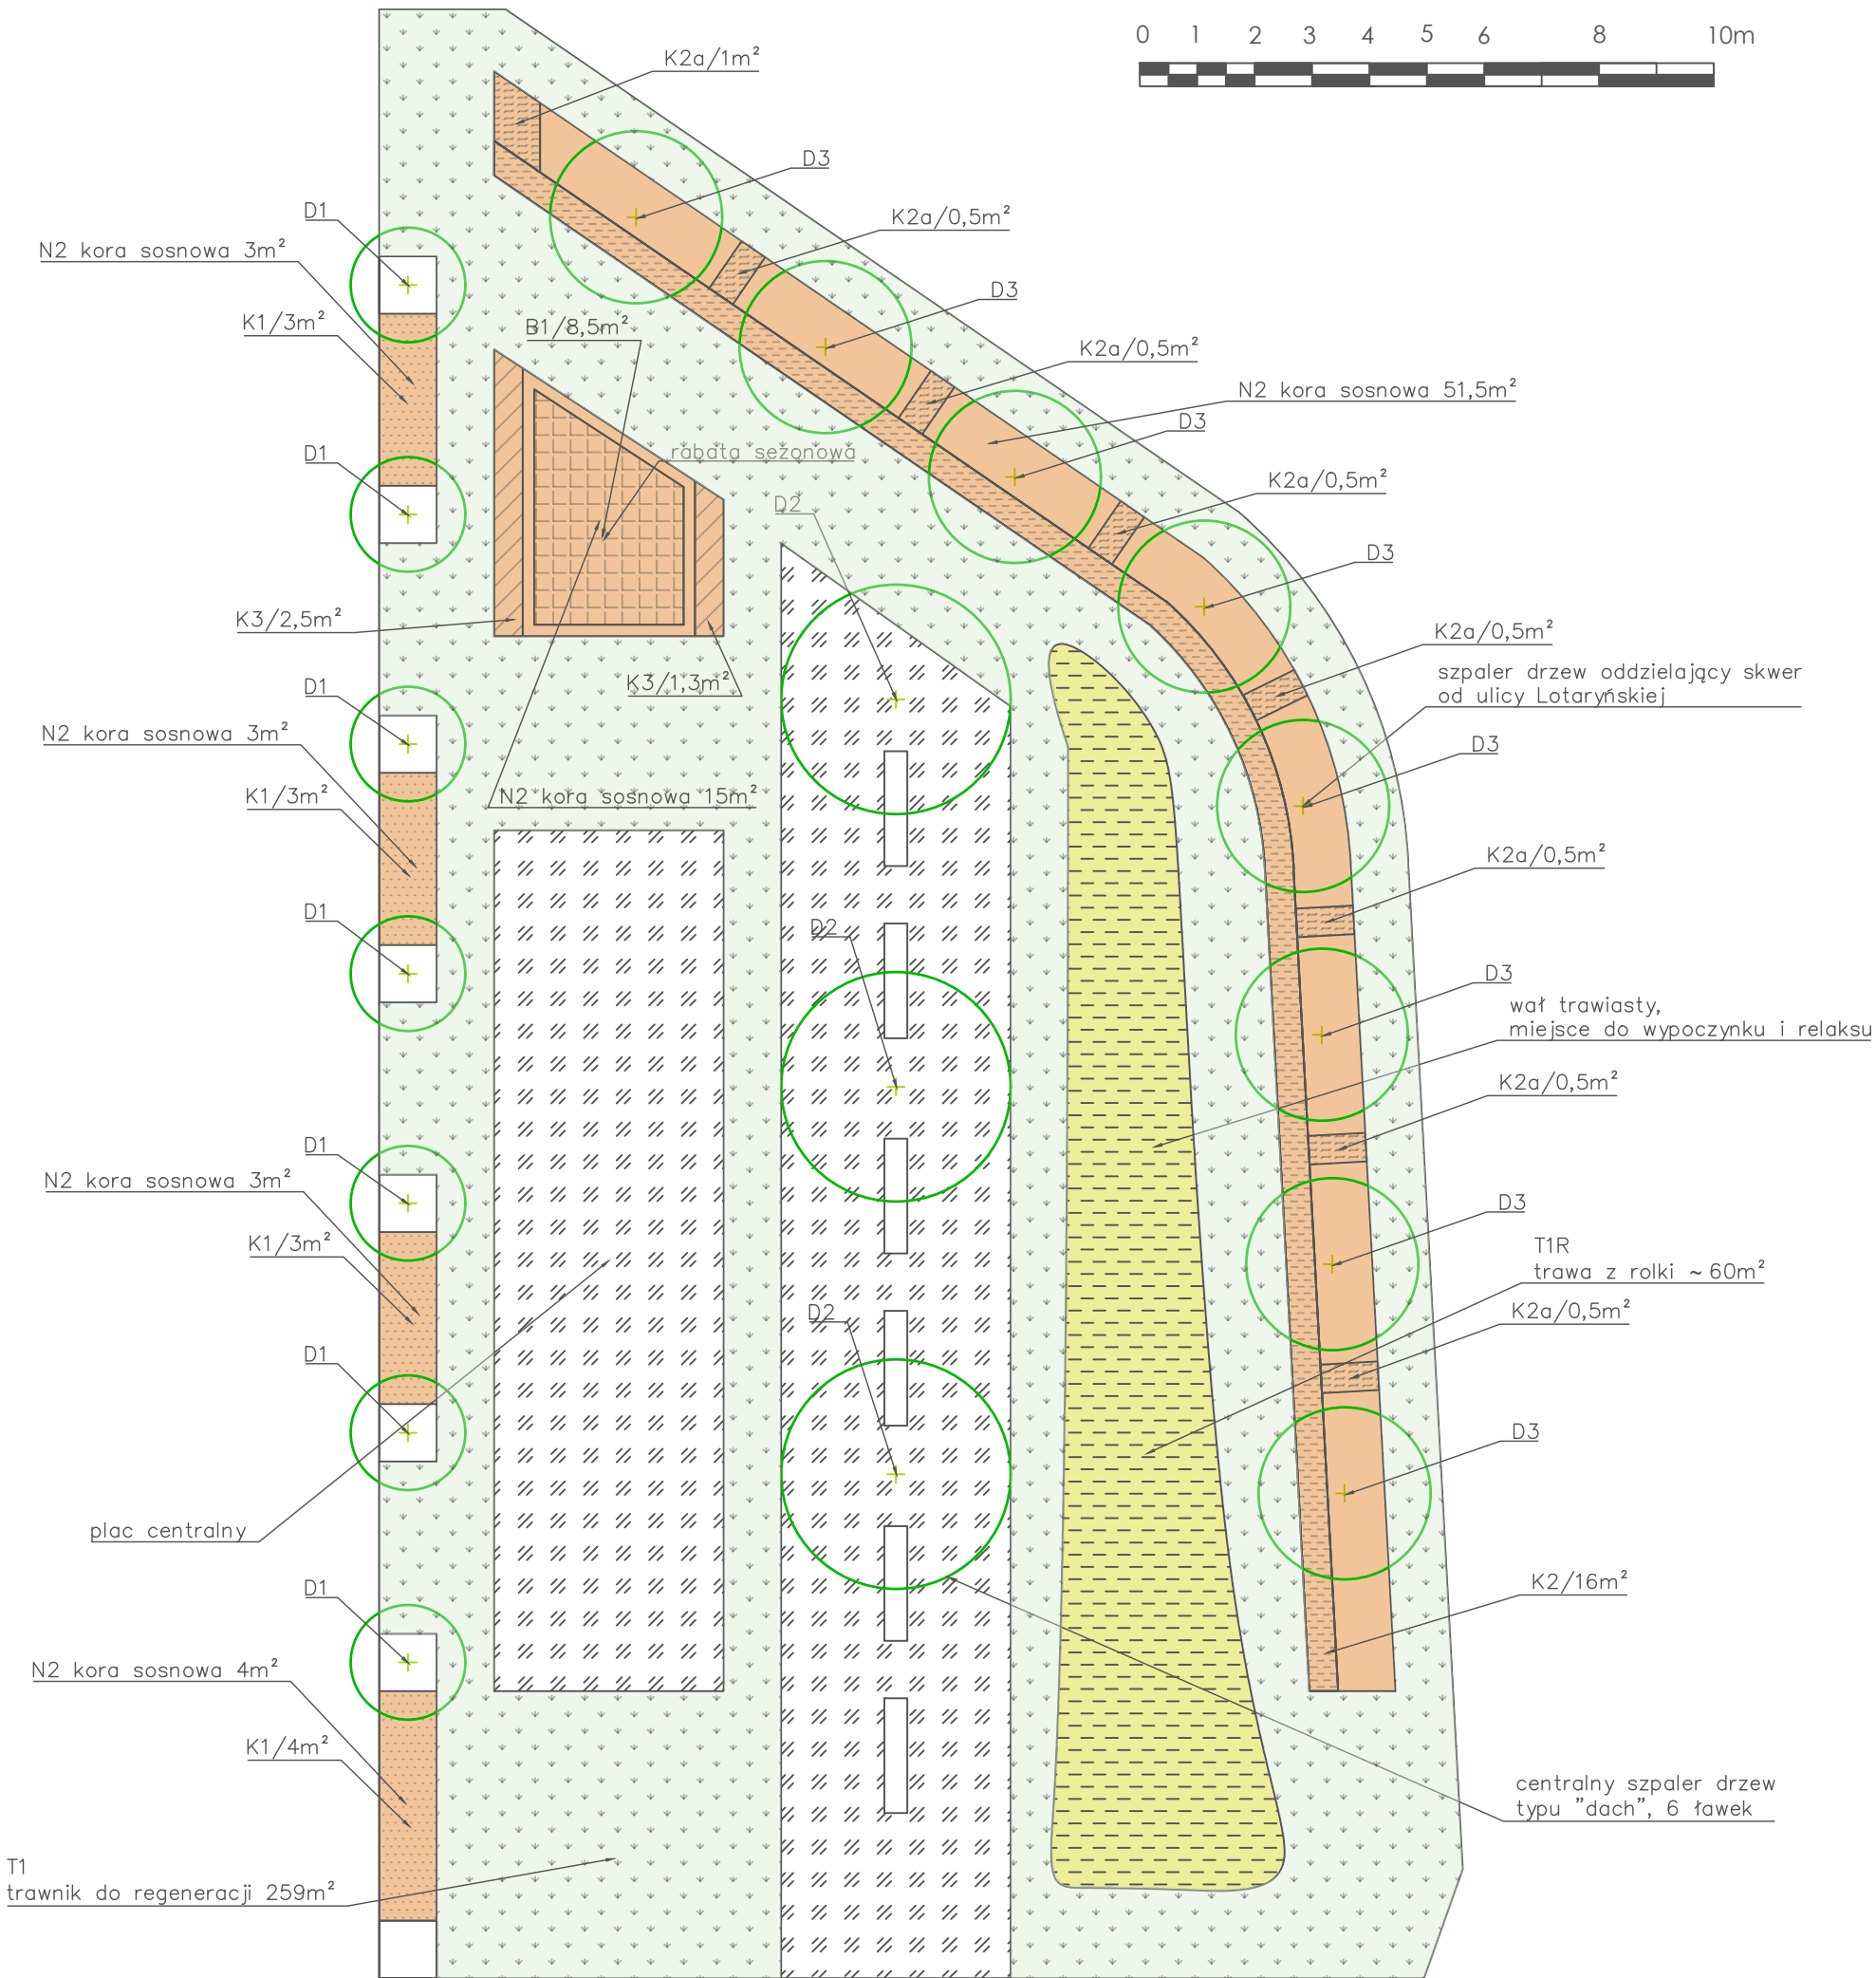 0 1 2 3 4 5 6 8 10m
K2a/1m²
D3
D1
K2a/0,5m²
N2 kora sosnowa 3m²
D3
K1/3m²
B1/8,5m²
K2a/0,5m²
N2 kora sosnowa 51,5m²
D3
D1
rabata sezonowa
K2a/0,5m²
D2
D3
K3/2,5m²
K2a/0,5m²
szpaler drzew oddzielający skwer
od ulicy Lotaryńskiej
K3/1,3m²
D1
N2 kora sosnowa 3m²
D3
K1/3m²
N2 kora sosnowa 15m²
K2a/0,5m²
D1
D2
D3
wał trawiasty,
miejsce do wypoczynku i relaksu
K2a/0,5m²
D1
N2 kora sosnowa 3m²
D3
K1/3m²
T1R
trawa z rolki ~ 60m²
D2
K2a/0,5m²
D1
D3
plac centralny
D1
K2/16m²
N2 kora sosnowa 4m²
K1/4m²
centralny szpaler drzew
typu "dach", 6 ławek
T1
trawnik do regeneracji 259m²